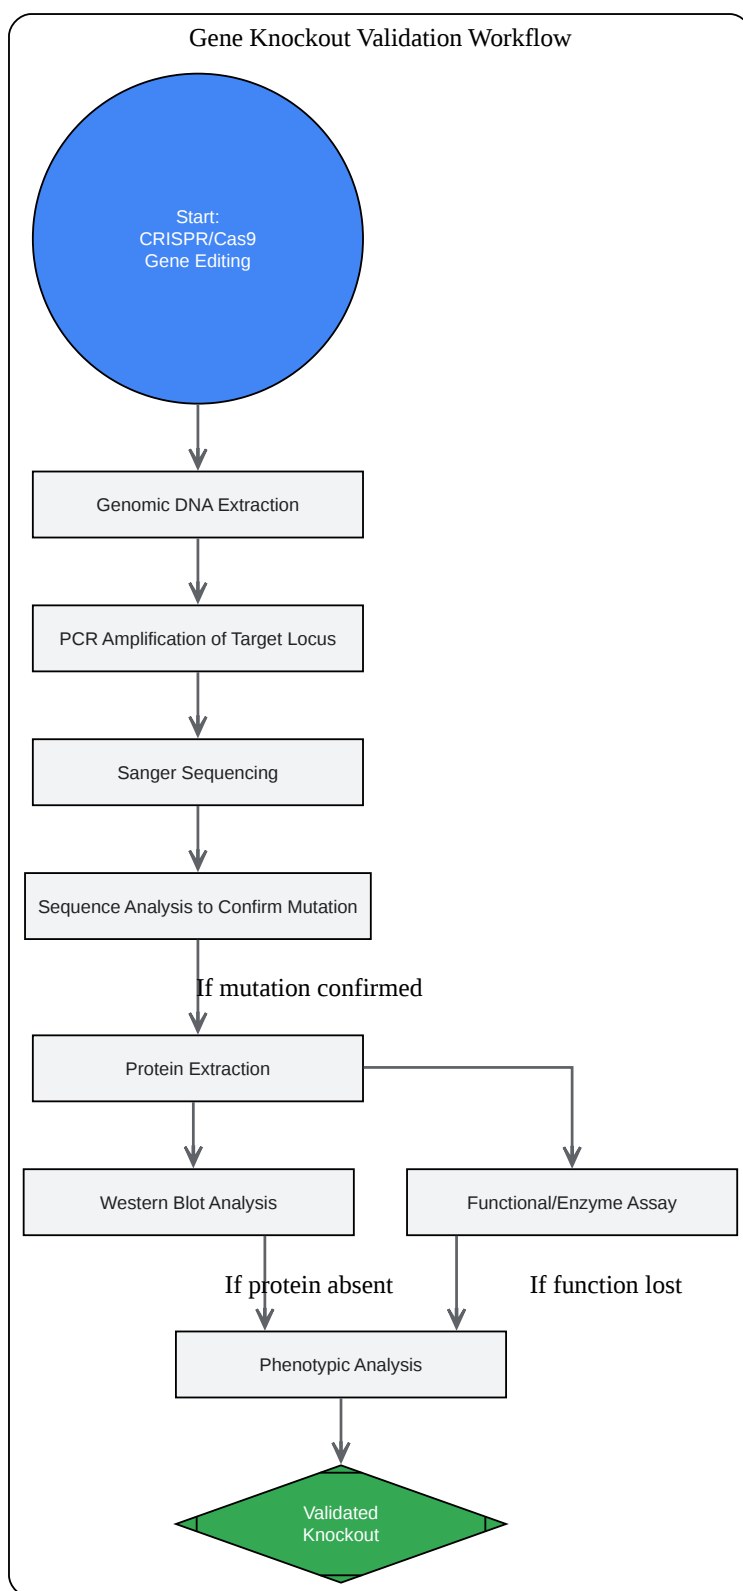 Gene Knockout Validation Workflow
Start:
CRISPR/Cas9
Gene Editing
Genomic DNA Extraction
PCR Amplification of Target Locus
Sanger Sequencing
Sequence Analysis to Confirm Mutation
If mutation confirmed
Protein Extraction
Western Blot Analysis
Functional/Enzyme Assay
If protein absent
If function lost
Phenotypic Analysis
Validated
Knockout